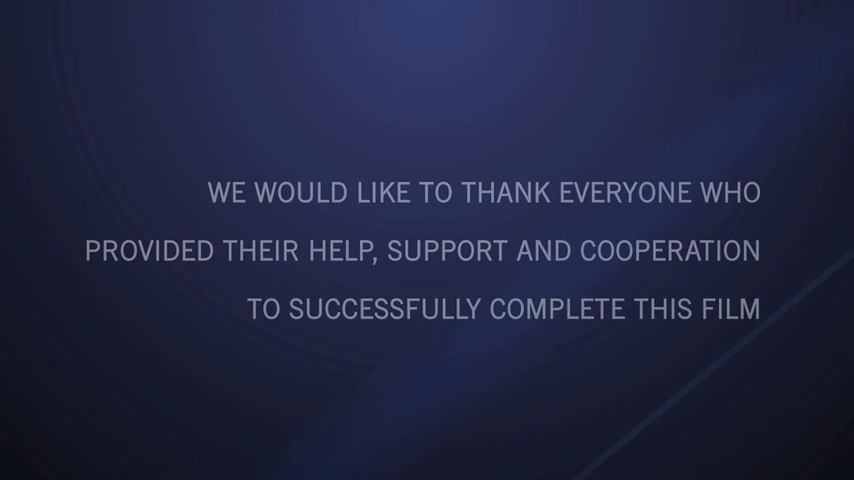 WE WOULD LIKE TO THANK EVERYONE WHO
PROVIDED THEIR HELP, SUPPORT AND COOPERATION
TO SUCCESSFULLY COMPLETE THIS FILM